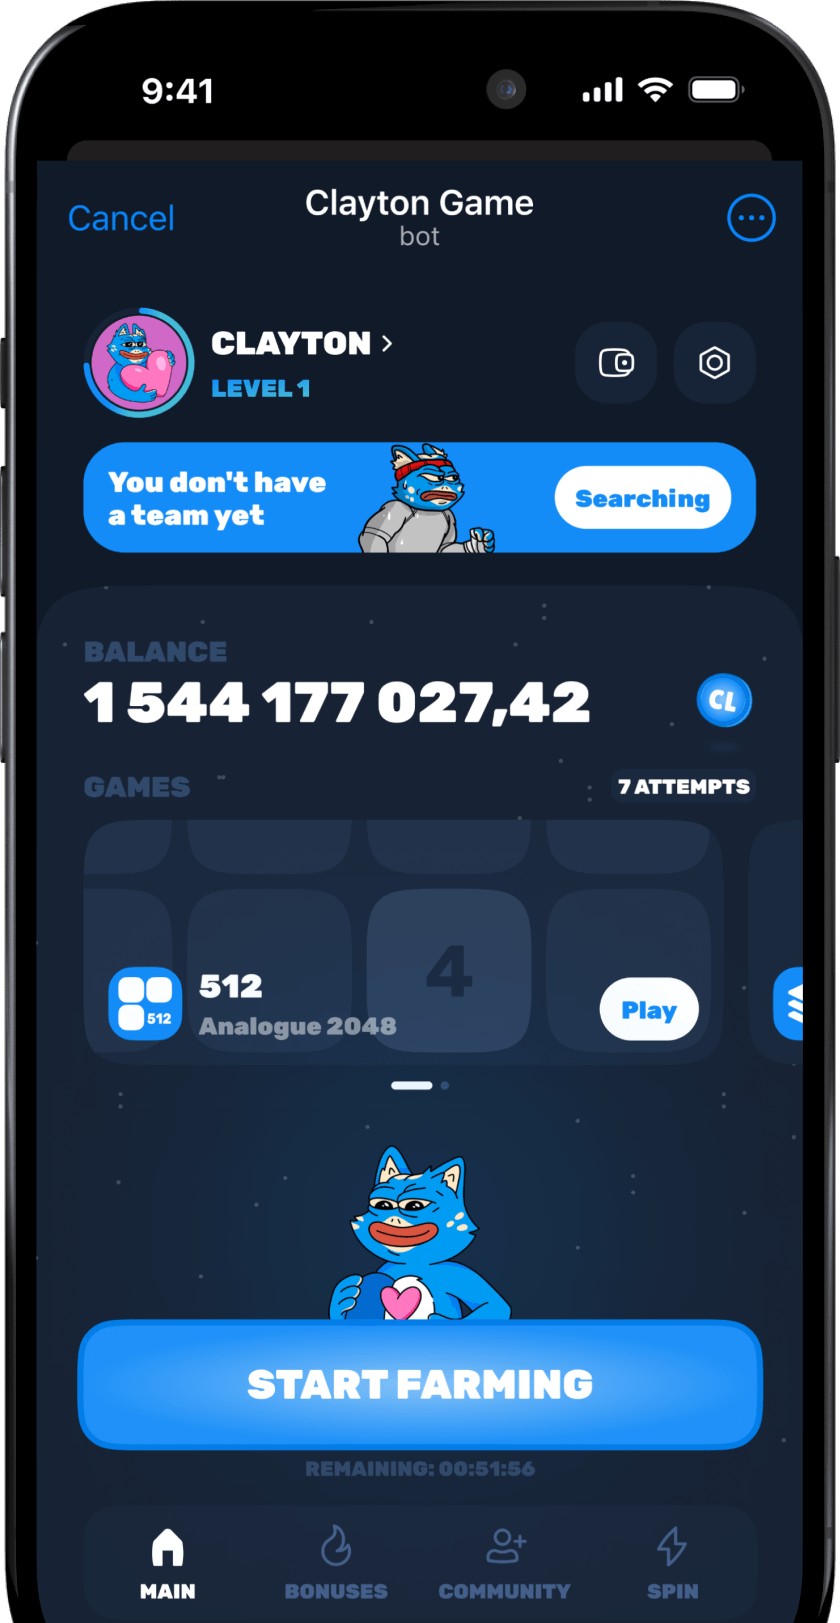 9:41
Cancel
Clayton Game
bot
CLAYTON
LEVEL 1
You don't have
a team yet
Searching
BALANCE
1 544 177 027,42
CL
GAMES
7 ATTEMPTS
4
512
512
Analogue 2048
Play
START FARMING
REMAINING: 00:51:56
MAIN
BONUSES
COMMUNITY
SPIN